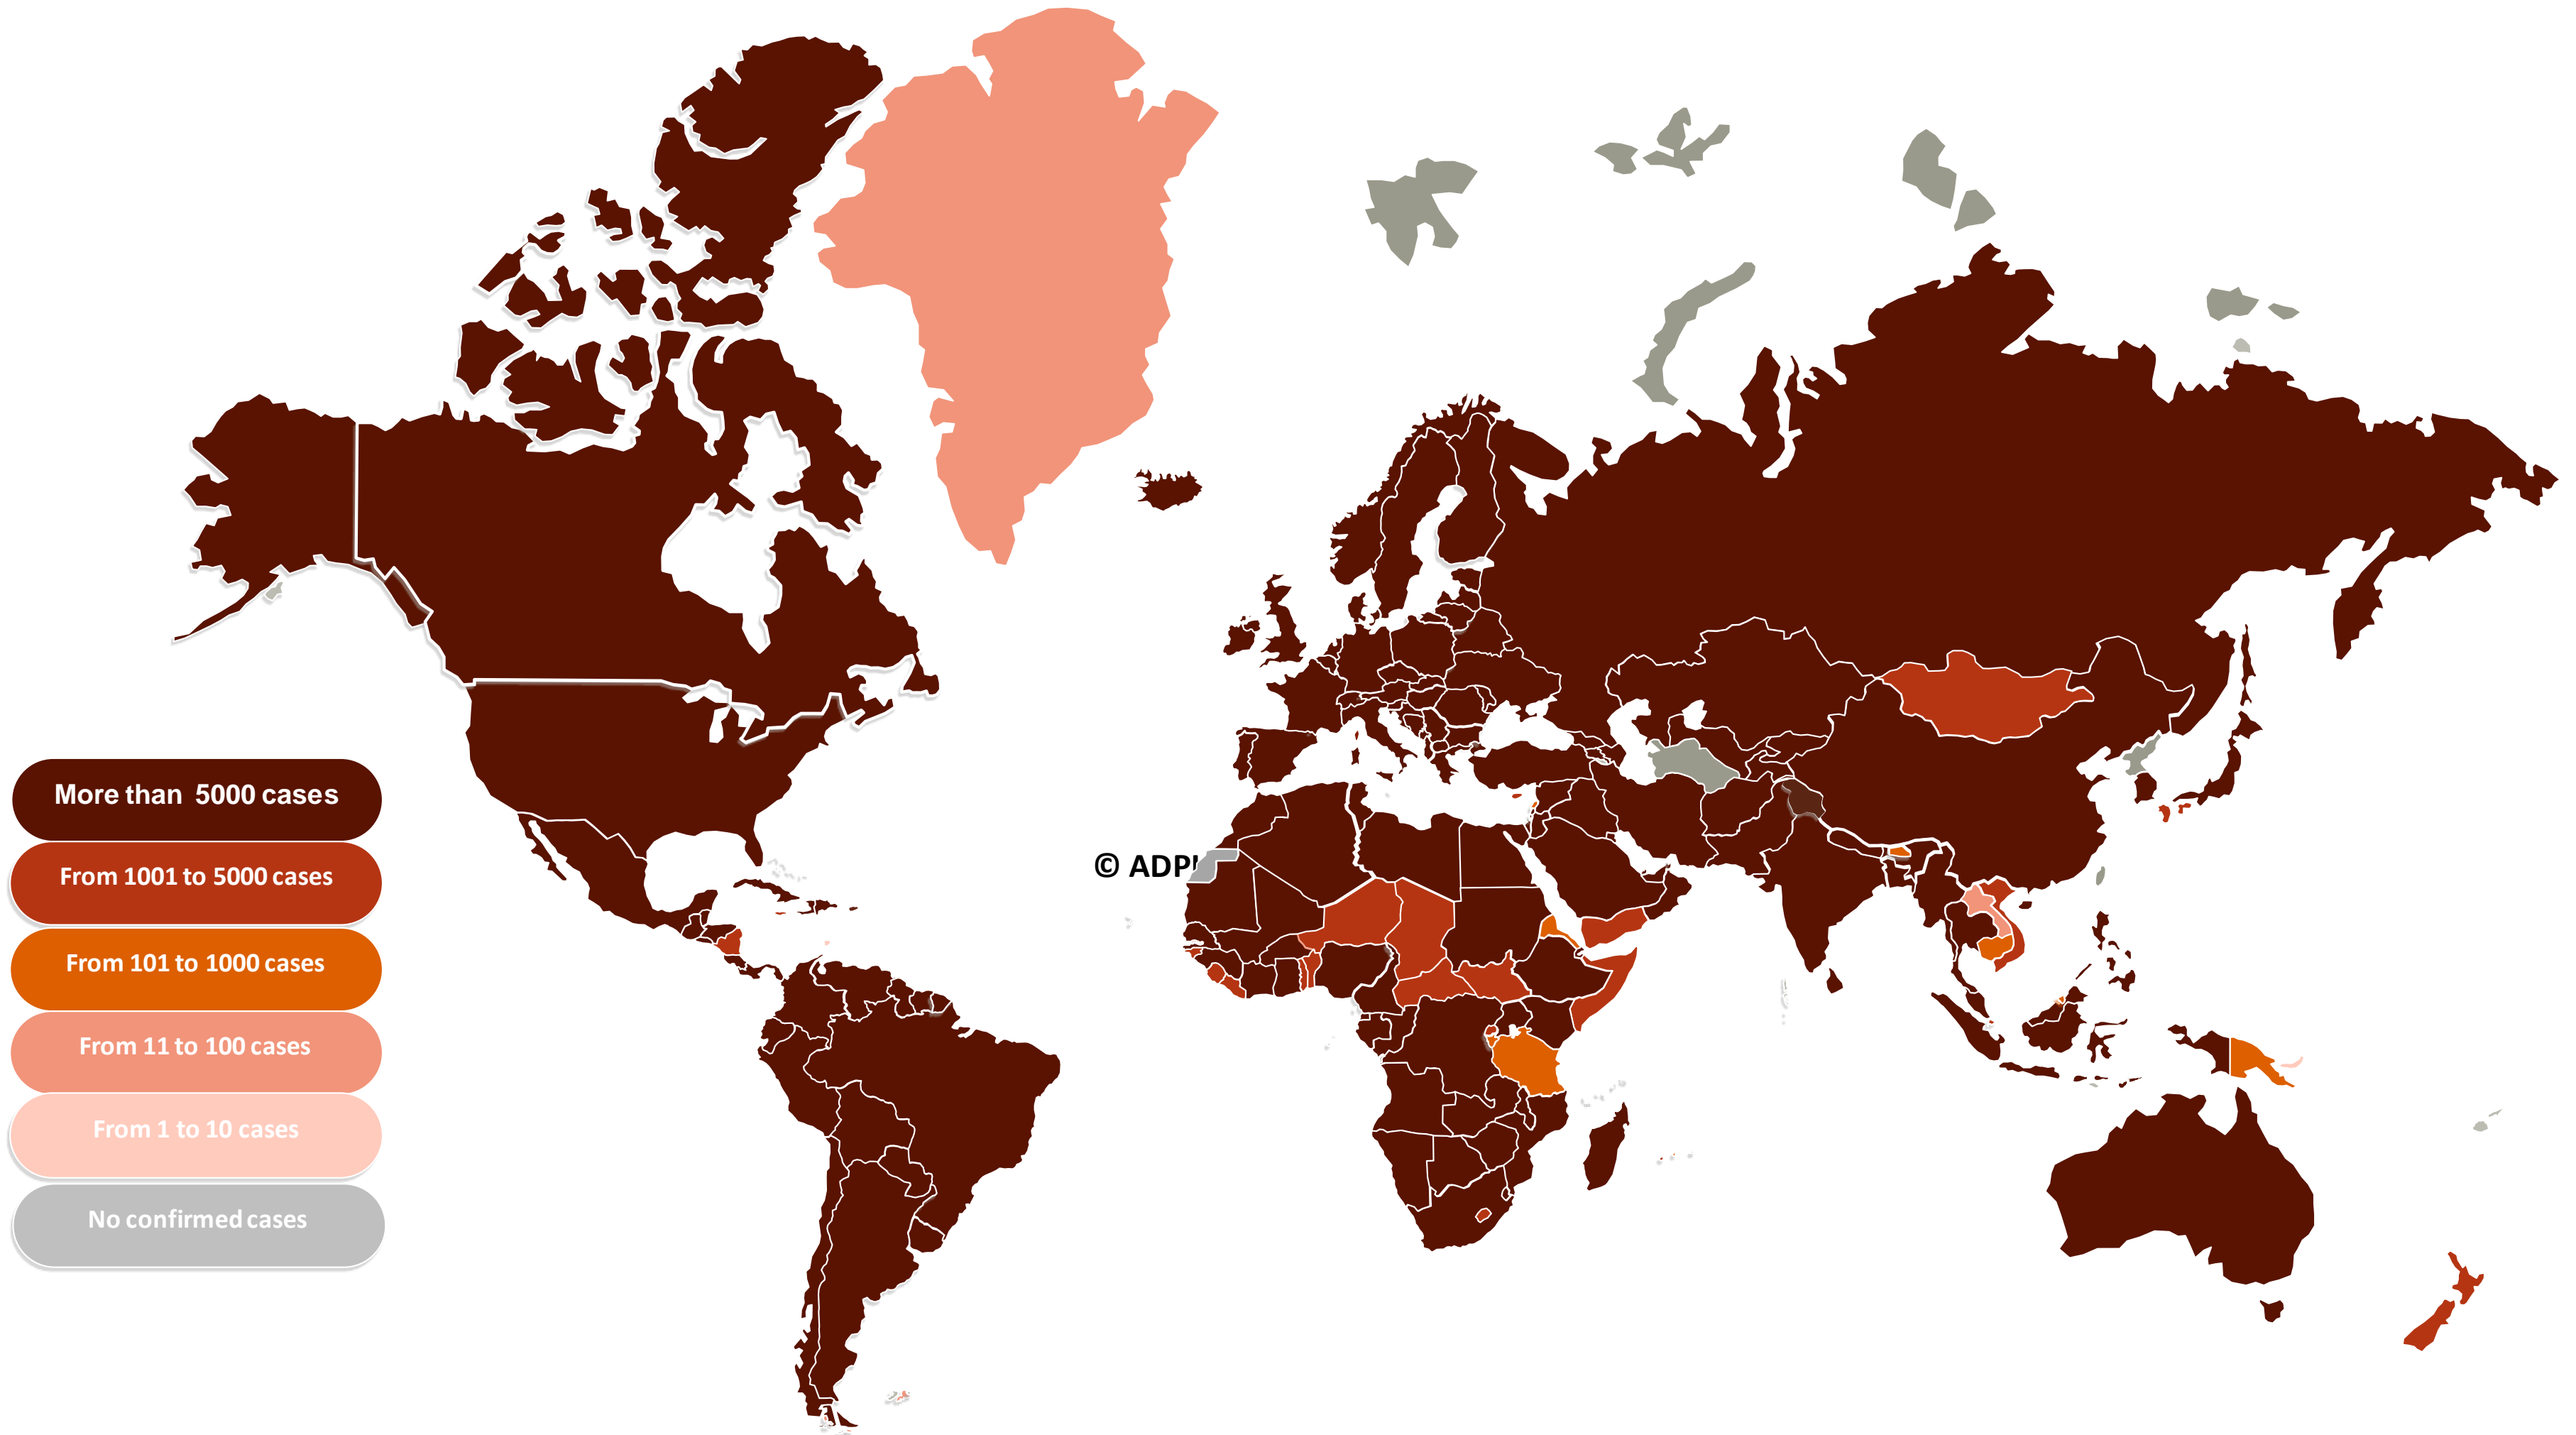 More than 5000 cases
From 1001 to 5000 cases
From 101 to 1000 cases
From 11 to 100 cases
From 1 to 10 cases
No confirmed cases
© ADPI